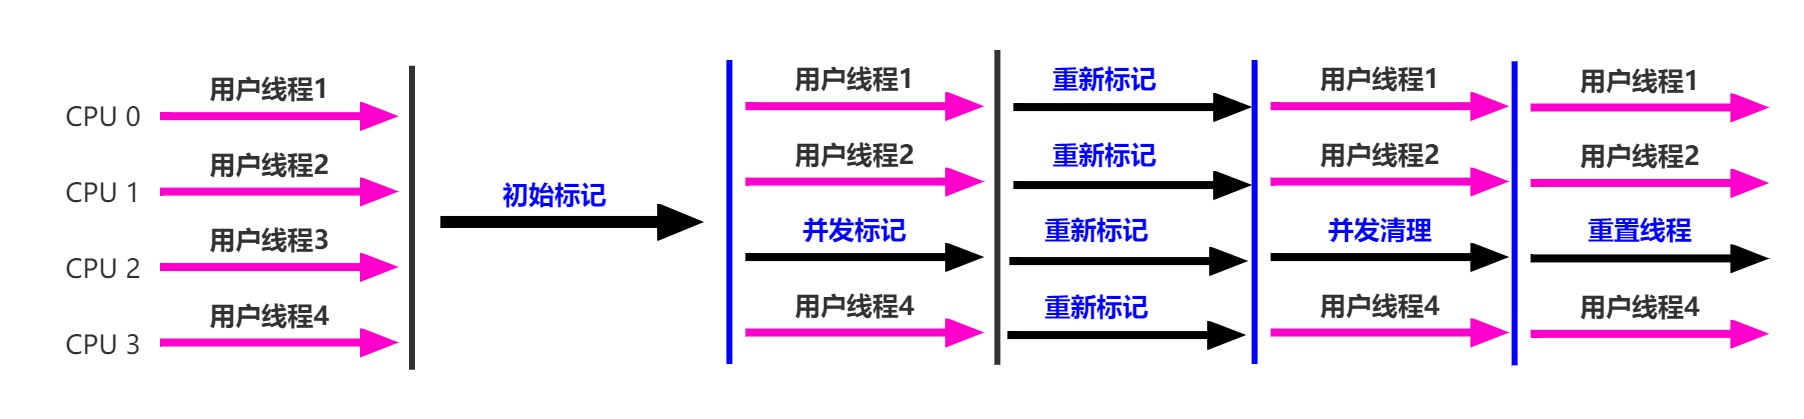 CPU 0
用户线程1
CPU 1
用户线程2
CPU 2
用户线程3
CPU 3
用户线程4
初始标记
用户线程1
用户线程2
并发标记
用户线程4
重新标记
重新标记
重新标记
重新标记
用户线程1
用户线程2
并发清理
用户线程4
用户线程1
用户线程2
重置线程
用户线程4